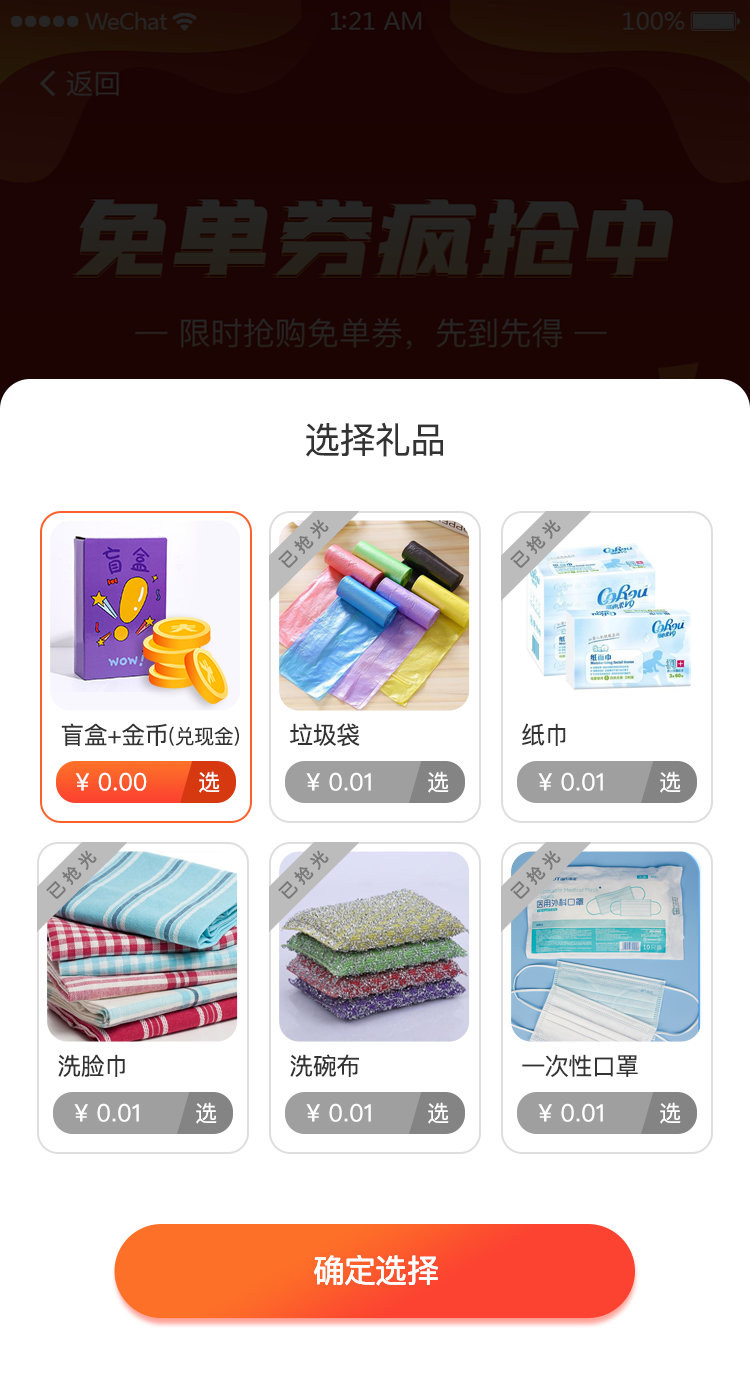 WeChat 1:21 AM 100%
返回
免单券疯抢中
— 限时抢购免单券，先到先得 —
选择礼品
盲盒
WOW!
盲盒+金币(兑现金)
¥ 0.00 选
已抢光
垃圾袋
¥ 0.01 选
已抢光
CoRou
CoRou
CoRou
纸面巾
纸巾
¥ 0.01 选
已抢光
洗脸巾
¥ 0.01 选
已抢光
洗碗布
¥ 0.01 选
已抢光
医用外科口罩
一次性口罩
¥ 0.01 选
确定选择